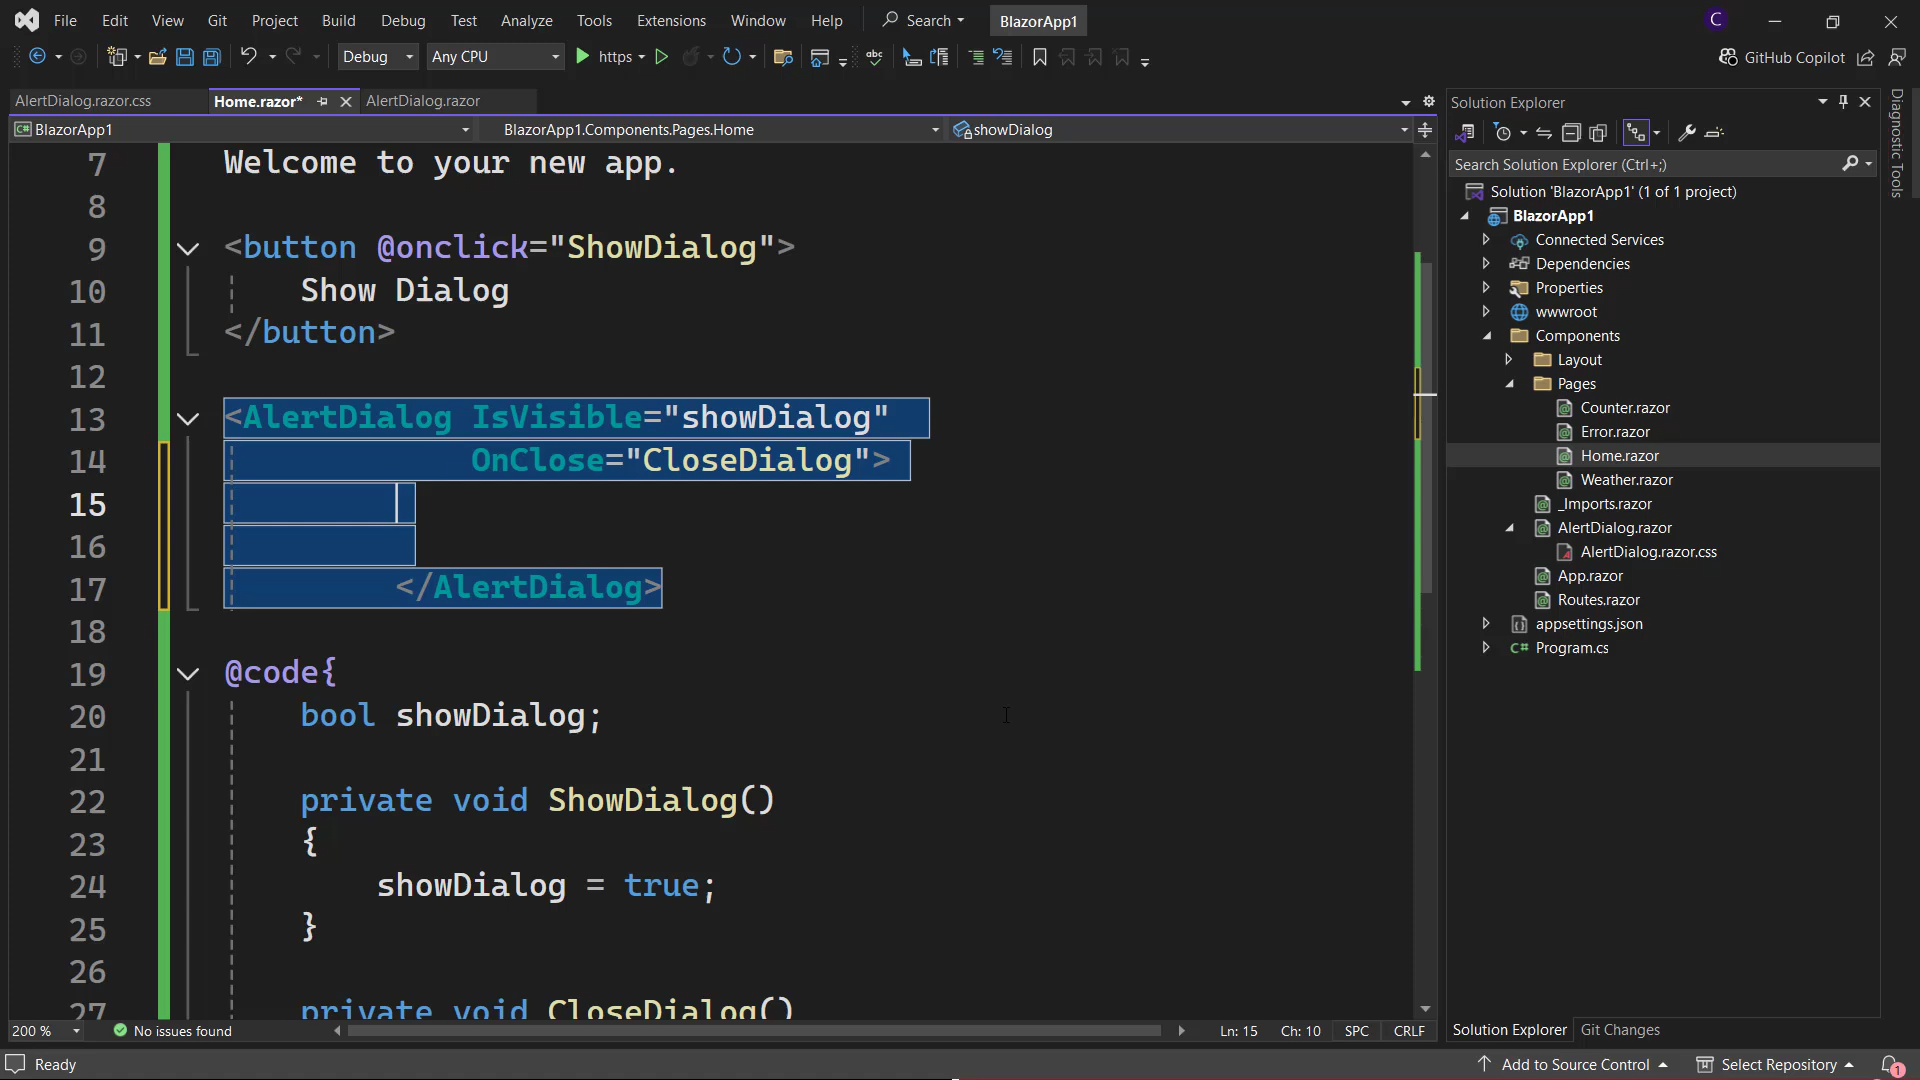 File Edit View Git Project Build Debug Test Analyze Tools Extensions Window Help Search BlazorApp1 C
Debug Any CPU https abc GitHub Copilot
AlertDialog.razor.css Home.razor* AlertDialog.razor
BlazorApp1 BlazorApp1.Components.Pages.Home showDialog
7 Welcome to your new app.
8
9 <button @onclick="ShowDialog">
10 Show Dialog
11 </button>
12
13 <AlertDialog IsVisible="showDialog"
14 OnClose="CloseDialog">
15
16
17 </AlertDialog>
18
19 @code{
20 bool showDialog;
21
22 private void ShowDialog()
23 {
24 showDialog = true;
25 }
26
27 private void CloseDialog()
200 % No issues found Ln: 15 Ch: 10 SPC CRLF
Solution Explorer
Search Solution Explorer (Ctrl+;)
Solution 'BlazorApp1' (1 of 1 project)
BlazorApp1
Connected Services
Dependencies
Properties
wwwroot
Components
Layout
Pages
Counter.razor
Error.razor
Home.razor
Weather.razor
_Imports.razor
AlertDialog.razor
AlertDialog.razor.css
App.razor
Routes.razor
appsettings.json
C# Program.cs
Solution Explorer Git Changes
Diagnostic Tools
Ready Add to Source Control Select Repository 1